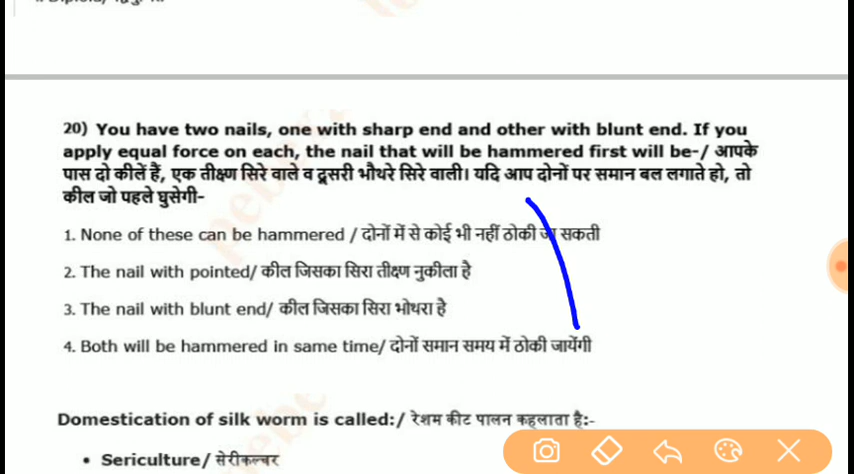 20) You have two nails, one with sharp end and other with blunt end. If you
apply equal force on each, the nail that will be hammered first will be-/ आपके
पास दो कीलें हैं, एक तीक्ष्ण सिरे वाले व दूसरी भौथरे सिरे वाली। यदि आप दोनों पर समान बल लगाते हो, तो
कील जो पहले घुसेगी-
1. None of these can be hammered / दोनों में से कोई भी नहीं ठोकी जा सकती
2. The nail with pointed/ कील जिसका सिरा तीक्ष्ण नुकीला है
3. The nail with blunt end/ कील जिसका सिरा भोथरा है
4. Both will be hammered in same time/ दोनों समान समय में ठोकी जायेंगी
Domestication of silk worm is called:/ रेशम कीट पालन कहलाता है:-
• Sericulture/ सेरीकल्चर